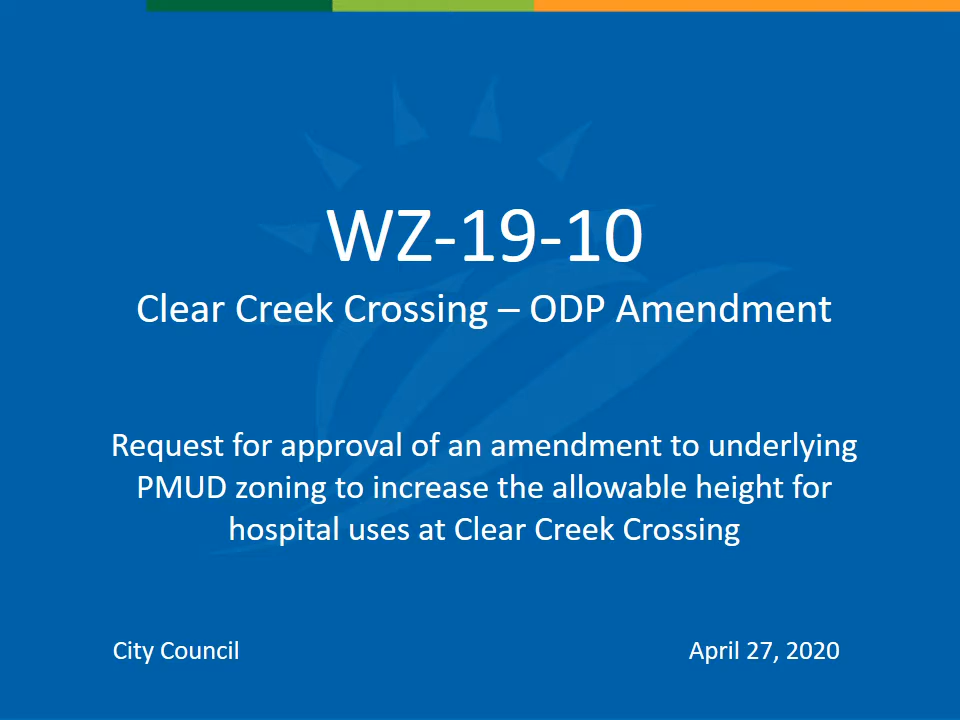 WZ-19-10
Clear Creek Crossing – ODP Amendment
Request for approval of an amendment to underlying
PMUD zoning to increase the allowable height for
hospital uses at Clear Creek Crossing
City Council
April 27, 2020